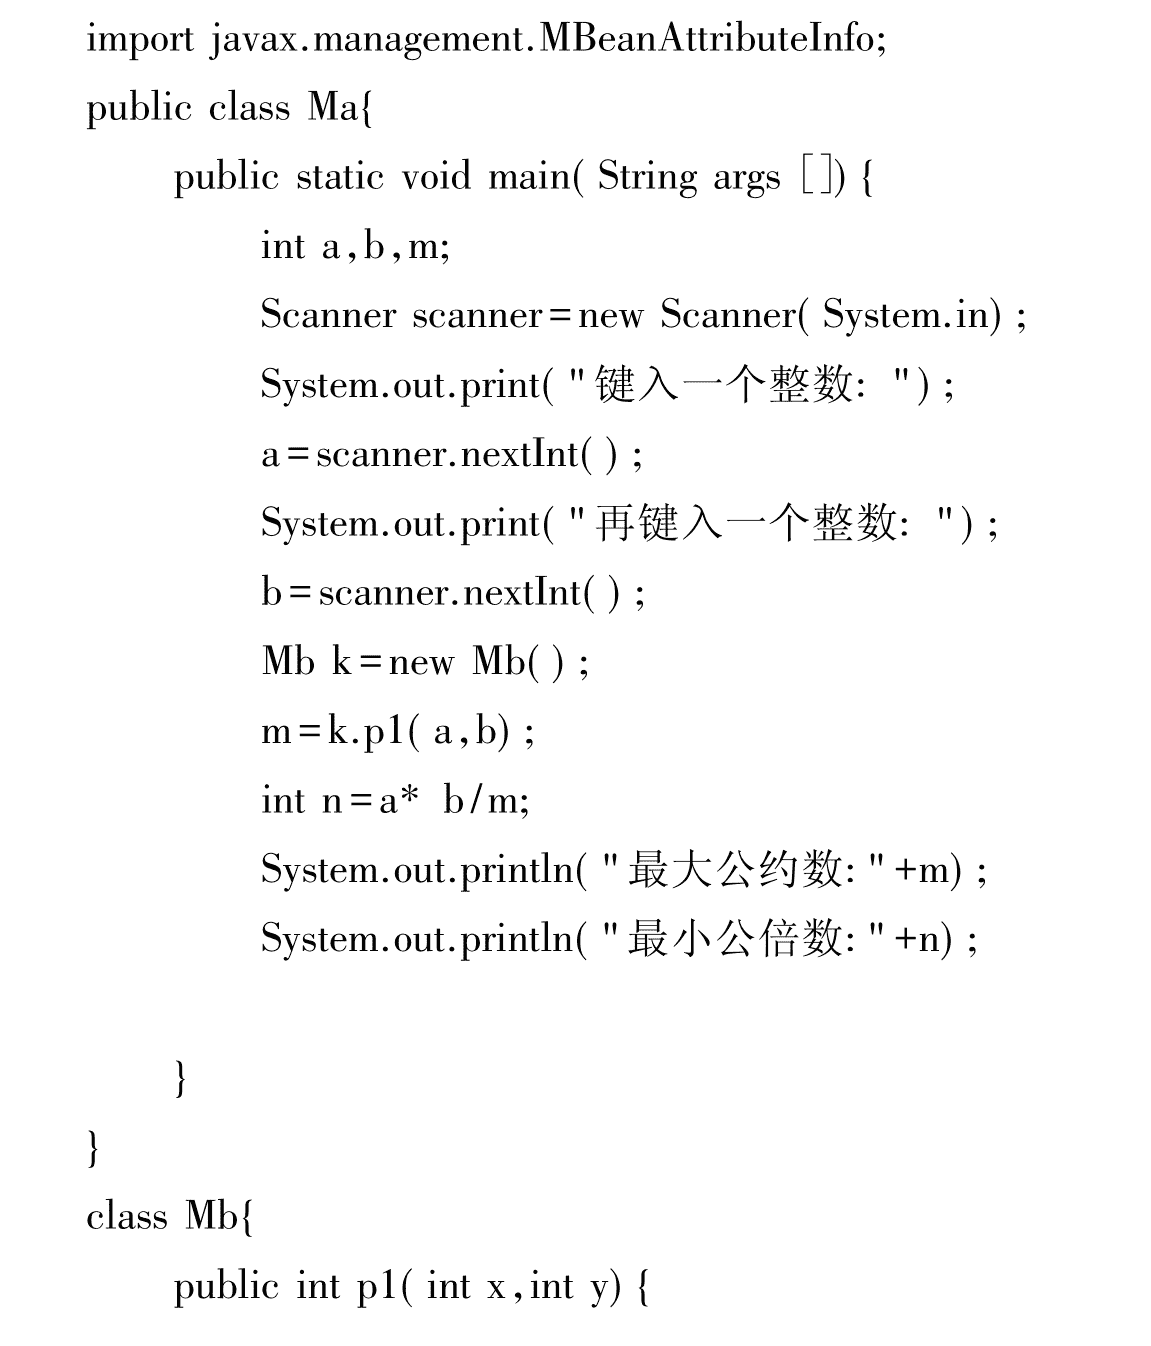 import javax.management.MBeanAttributeInfo;
public class Ma{
public static void main( String args []) {
int a,b,m;
Scanner scanner=new Scanner( System.in) ;
System.out.print( "键入一个整数: ") ;
a=scanner.nextInt( ) ;
System.out.print( "再键入一个整数: ") ;
b=scanner.nextInt( ) ;
Mb k=new Mb( ) ;
m=k.p1( a,b) ;
int n=a* b/m;
System.out.println( "最大公约数:"+m) ;
System.out.println( "最小公倍数:"+n) ;
}
}
class Mb{
public int p1( int x,int y) {